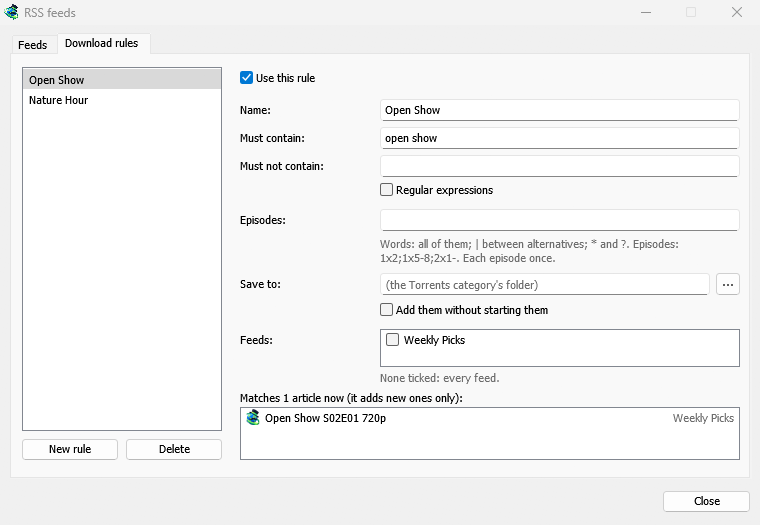 RSS feeds
Feeds
Download rules
Open Show
Nature Hour
New rule
Delete
Use this rule
Name:
Open Show
Must contain:
open show
Must not contain:
Regular expressions
Episodes:
Words: all of them; | between alternatives; * and ?. Episodes:
1x2;1x5-8;2x1-. Each episode once.
Save to:
(the Torrents category's folder)
...
Add them without starting them
Feeds:
Weekly Picks
None ticked: every feed.
Matches 1 article now (it adds new ones only):
Open Show S02E01 720p
Weekly Picks
Close